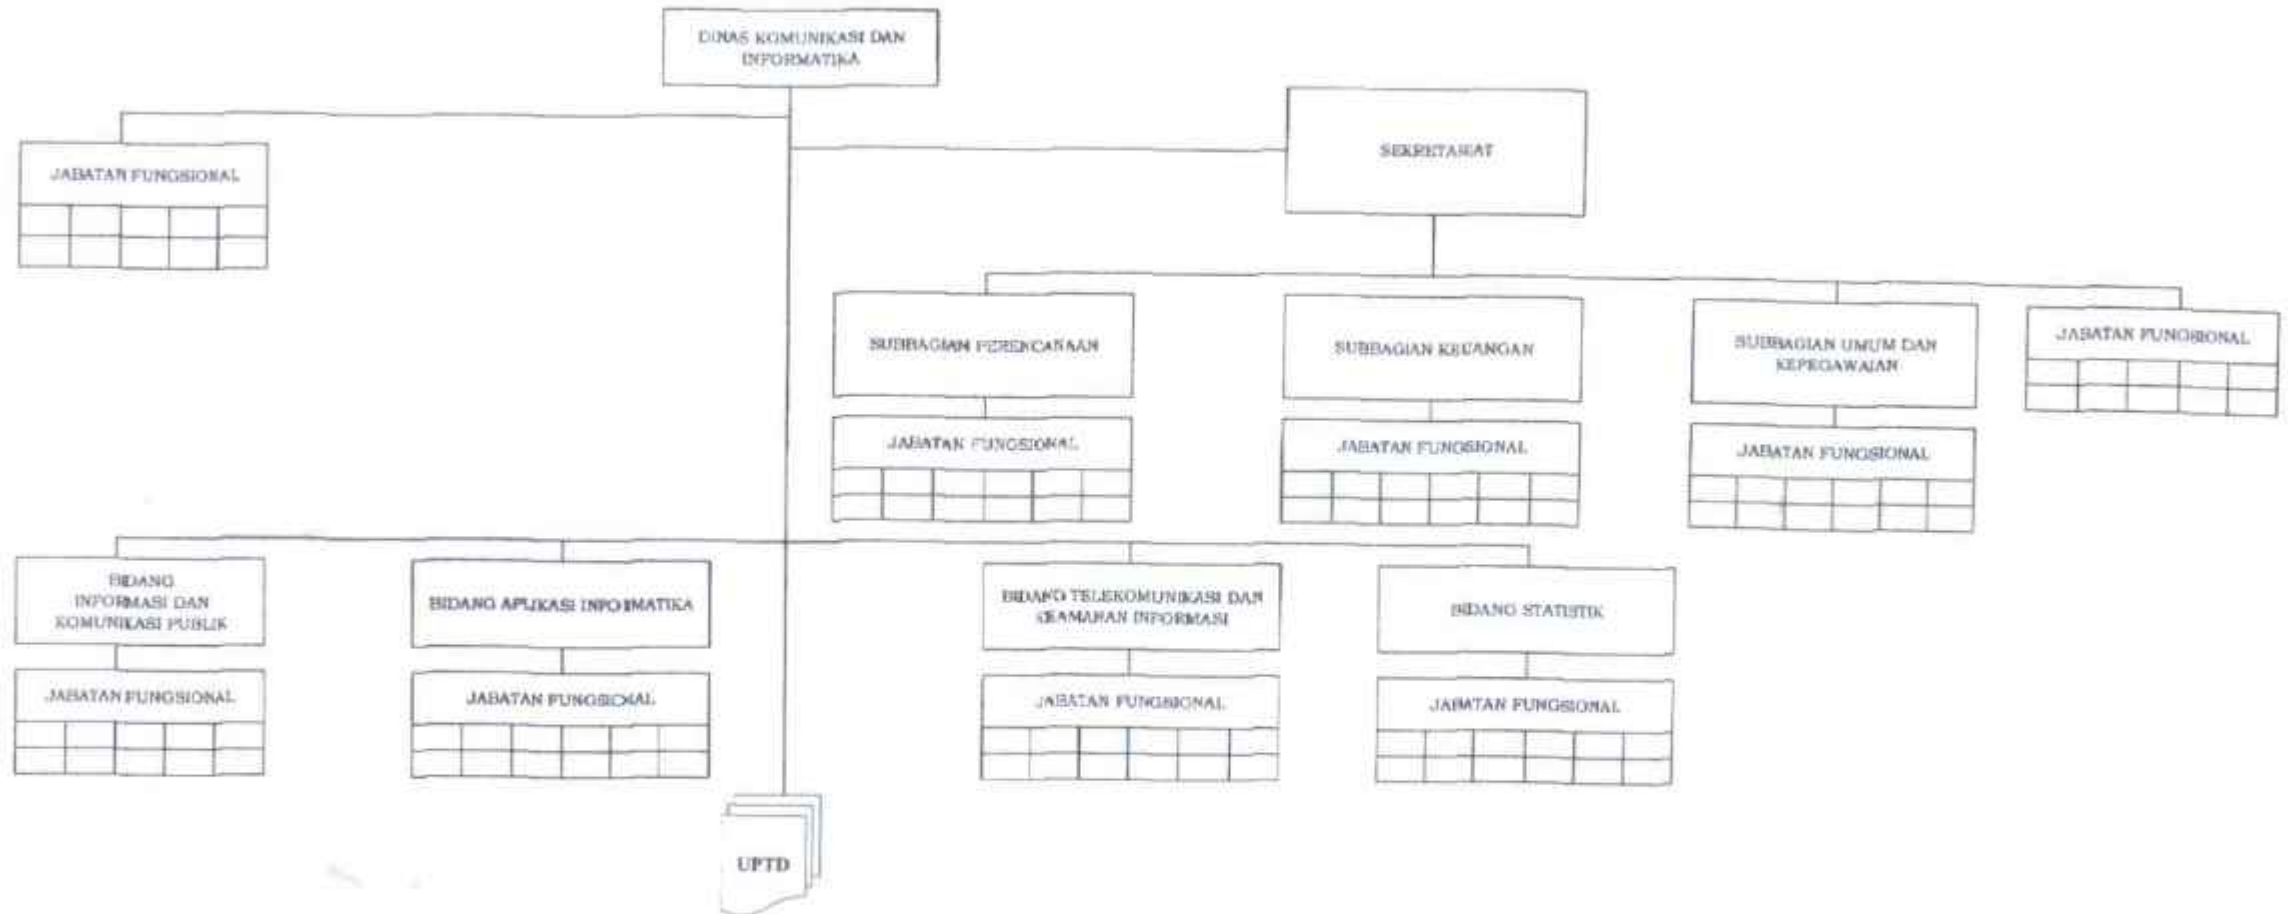 DINAS KOMUNIKASI DAN
INFORMATIKA
SEKRETARIAT
JABATAN FUNGSIONAL
SUBBAGIAN PERENCANAAN
SUBBAGIAN KEUANGAN
SUBBAGIAN UMUM DAN
KEPEGAWAIAN
JABATAN FUNGSIONAL
JABATAN FUNGSIONAL
JABATAN FUNGSIONAL
JABATAN FUNGSIONAL
BIDANG
INFORMASI DAN
KOMUNIKASI PUBLIK
BIDANG APLIKASI INFORMATIKA
BIDANG TELEKOMUNIKASI DAN
KEAMANAN INFORMASI
BIDANG STATISTIK
JABATAN FUNGSIONAL
JABATAN FUNGSIONAL
JABATAN FUNGSIONAL
JABATAN FUNGSIONAL
UPTD